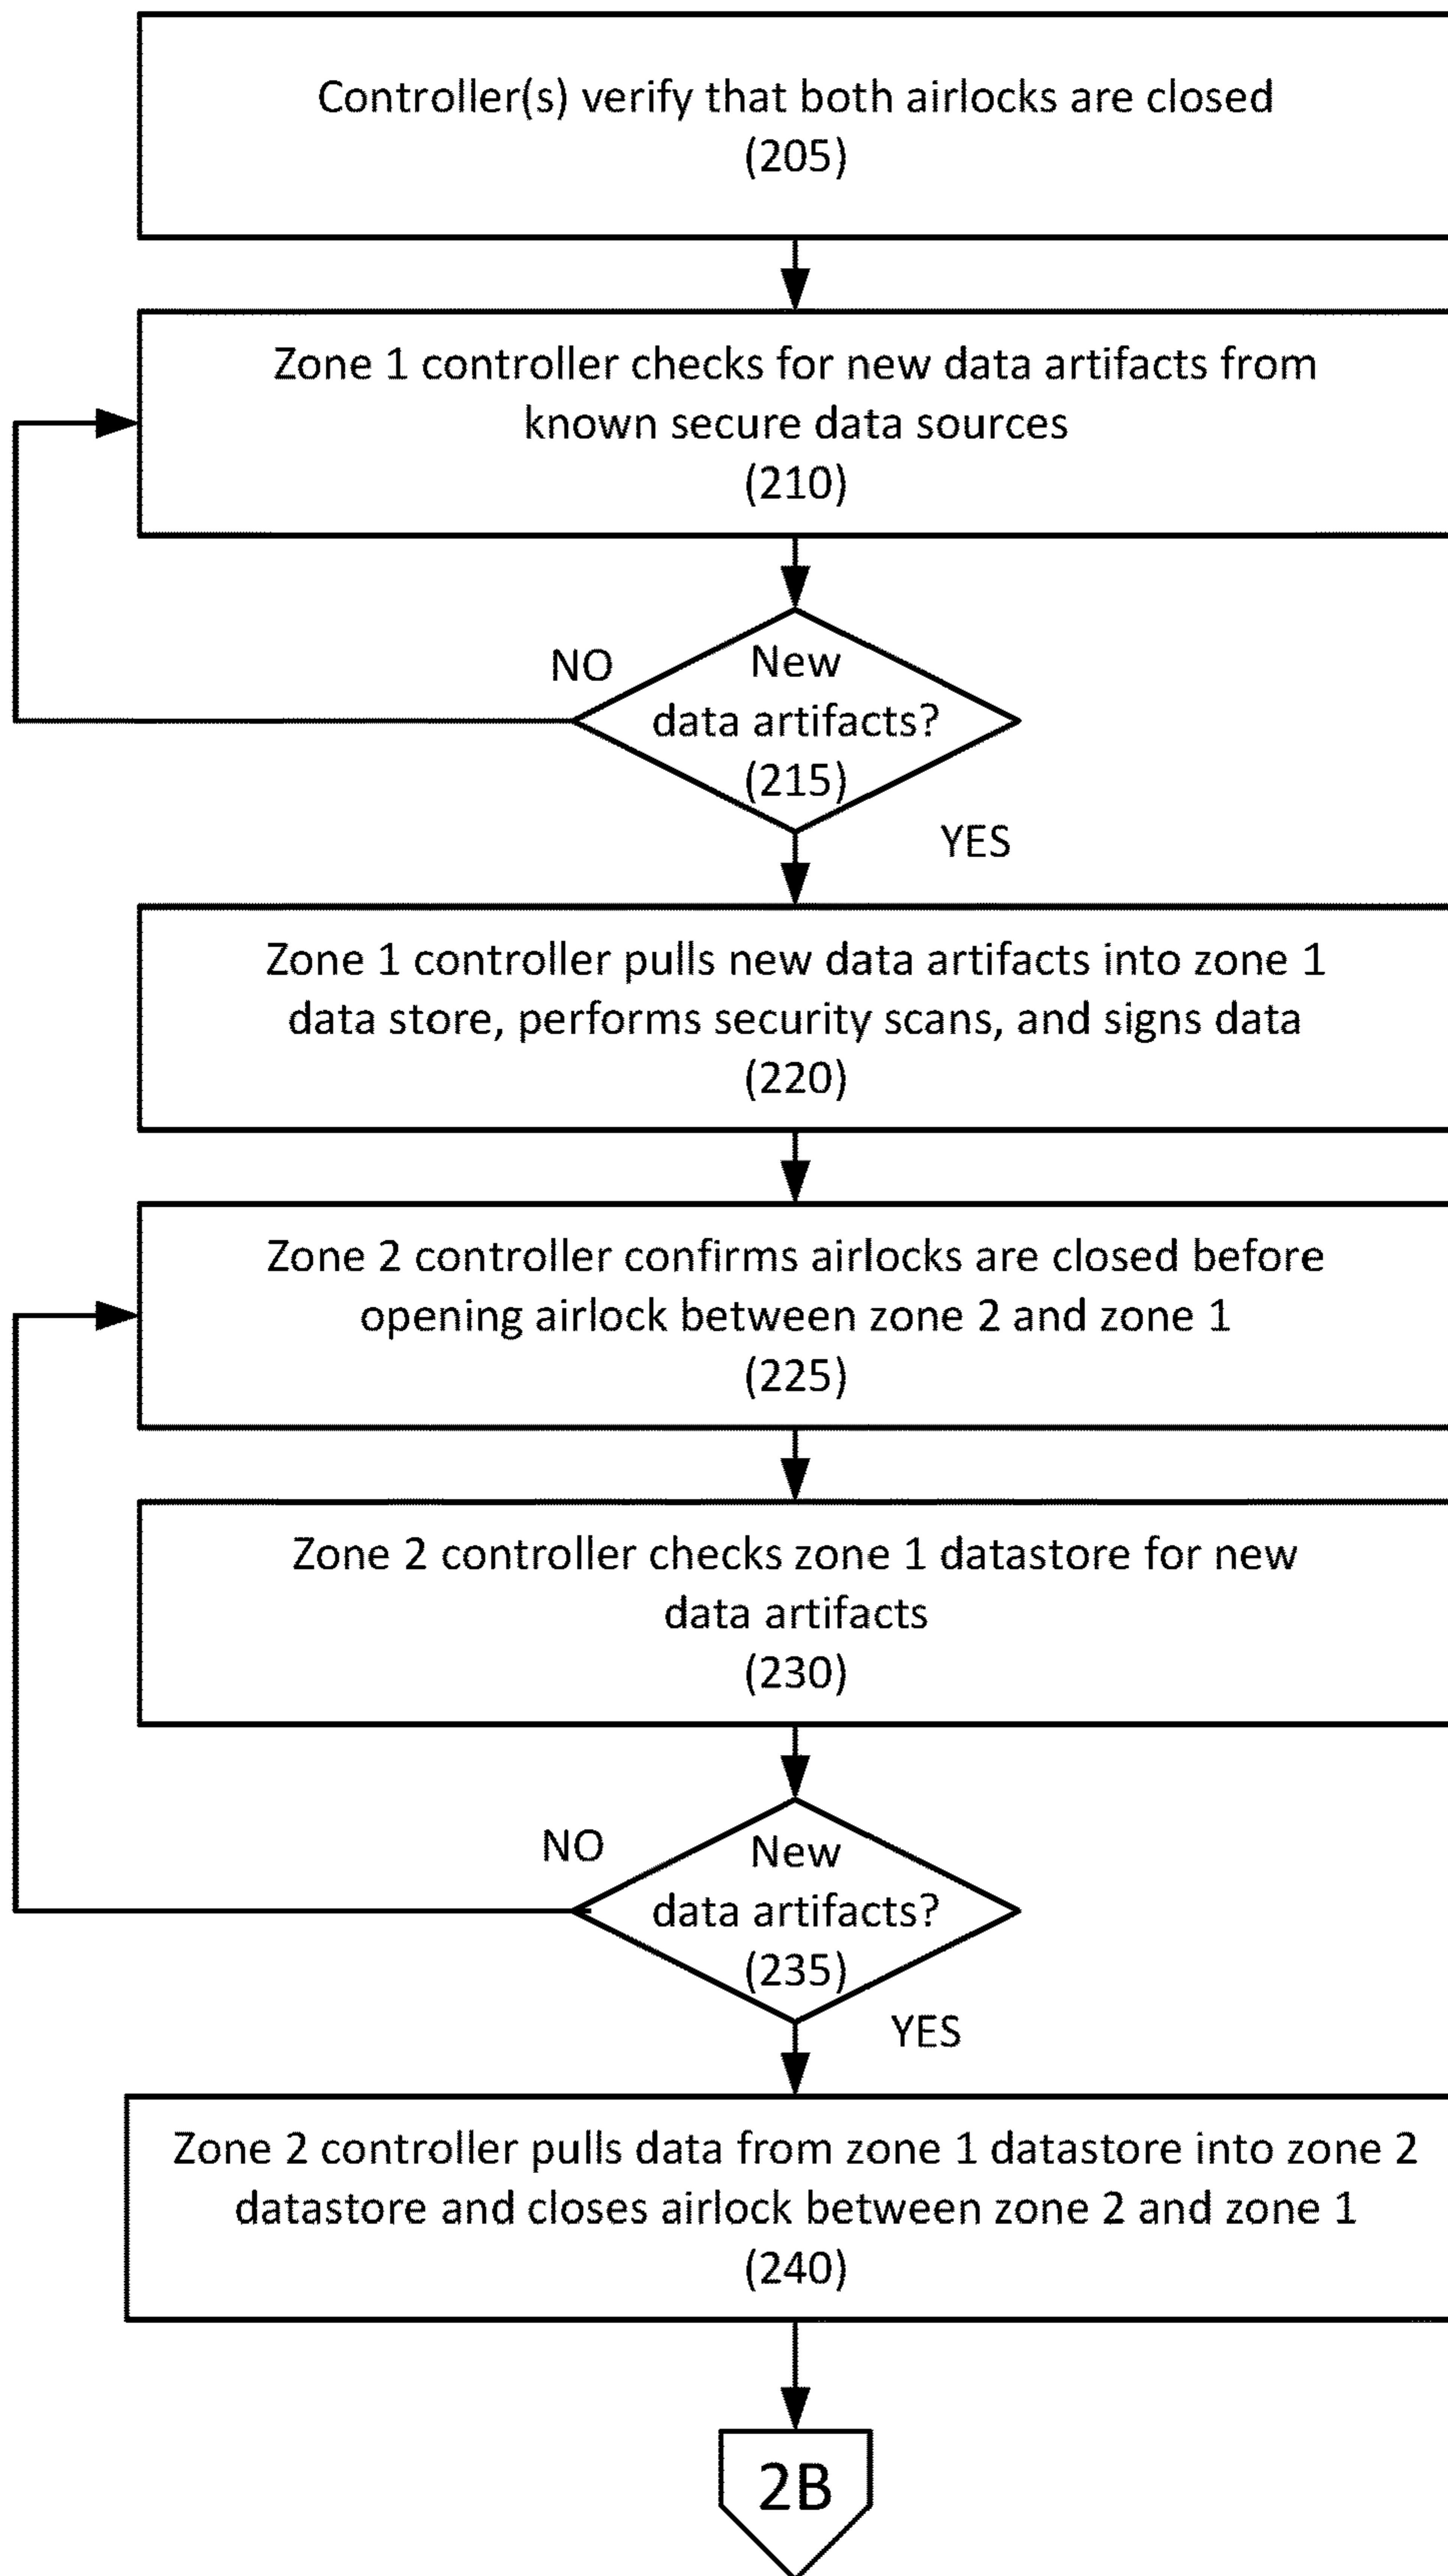 Controller(s) verify that both airlocks are closed
(205)
Zone 1 controller checks for new data artifacts from
known secure data sources
(210)
NO
New
data artifacts?
(215)
YES
Zone 1 controller pulls new data artifacts into zone 1
data store, performs security scans, and signs data
(220)
Zone 2 controller confirms airlocks are closed before
opening airlock between zone 2 and zone 1
(225)
Zone 2 controller checks zone 1 datastore for new
data artifacts
(230)
NO
New
data artifacts?
(235)
YES
Zone 2 controller pulls data from zone 1 datastore into zone 2
datastore and closes airlock between zone 2 and zone 1
(240)
2B